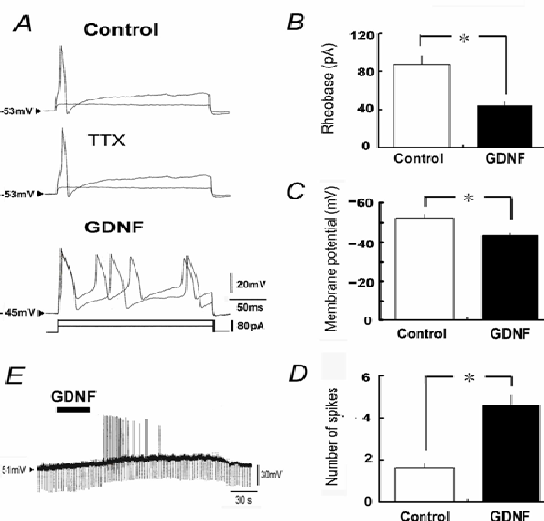 A
Control
-53mV
TTX
-53mV
GDNF
-45mV
20mV
50ms
80pA
B
Rheobase (pA)
120
80
40
0
*
Control
GDNF
C
Membrane potential (mV)
-60
-40
-20
0
*
Control
GDNF
D
Number of spikes
6
4
2
0
*
Control
GDNF
E
GDNF
51mV
30mV
30 s